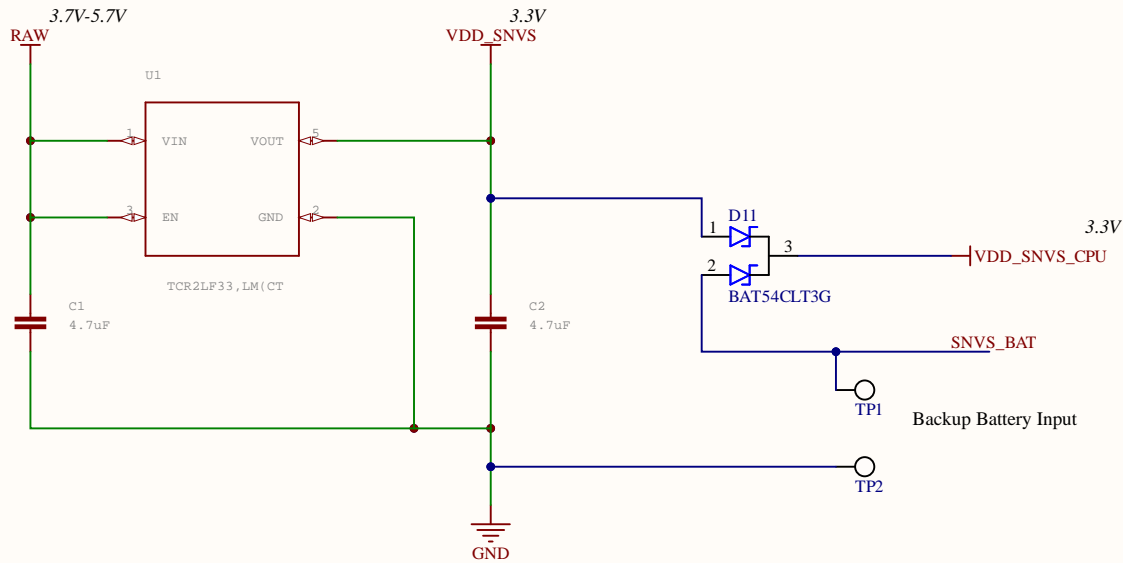 3.7V-5.7V
3.3V
RAW
VDD_SNVS
U1
1
VIN
VOUT
5
3
EN
GND
2
TCR2LF33,LM(CT
C1
4.7uF
C2
4.7uF
D11
1
2
3
BAT54CLT3G
3.3V
VDD_SNVS_CPU
SNVS_BAT
TP1
Backup Battery Input
TP2
GND